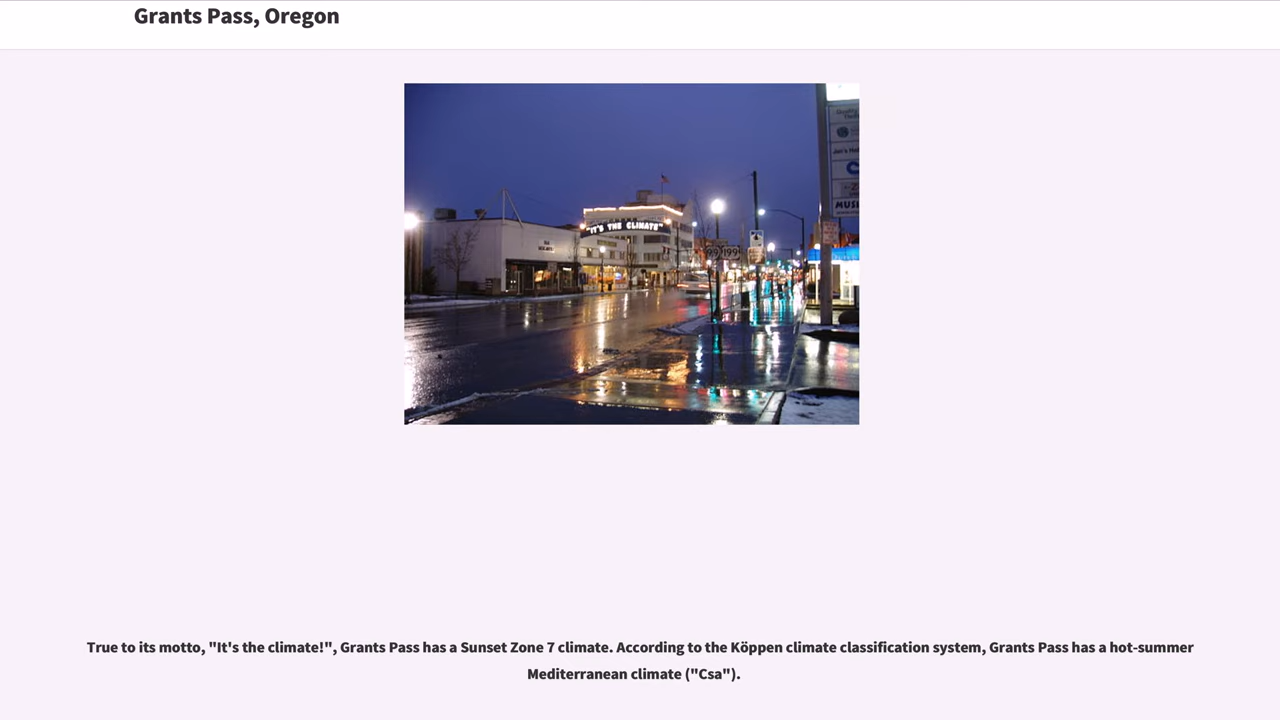 Grants Pass, Oregon
"IT'S THE CLIMATE"
True to its motto, "It's the climate!", Grants Pass has a Sunset Zone 7 climate. According to the Köppen climate classification system, Grants Pass has a hot-summer
Mediterranean climate ("Csa").